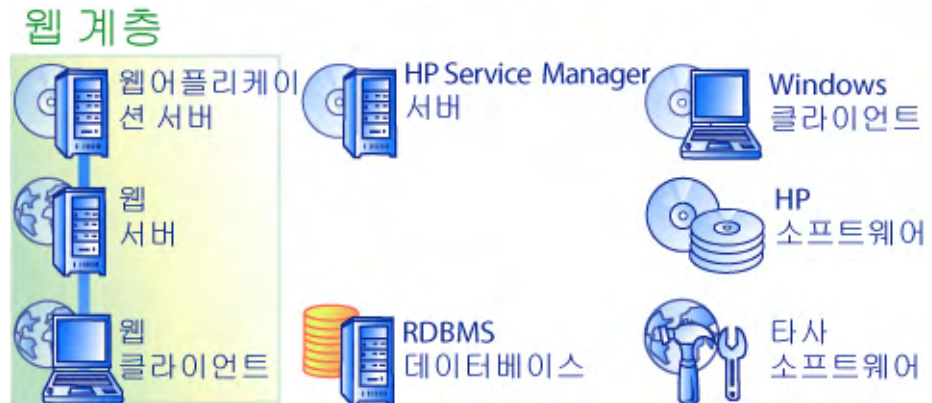 웹 계층
웹어플리케이
션 서버
HP Service Manager
서버
Windows
클라이언트
웹
서버
HP
소프트웨어
웹
클라이언트
RDBMS
데이터베이스
타사
소프트웨어